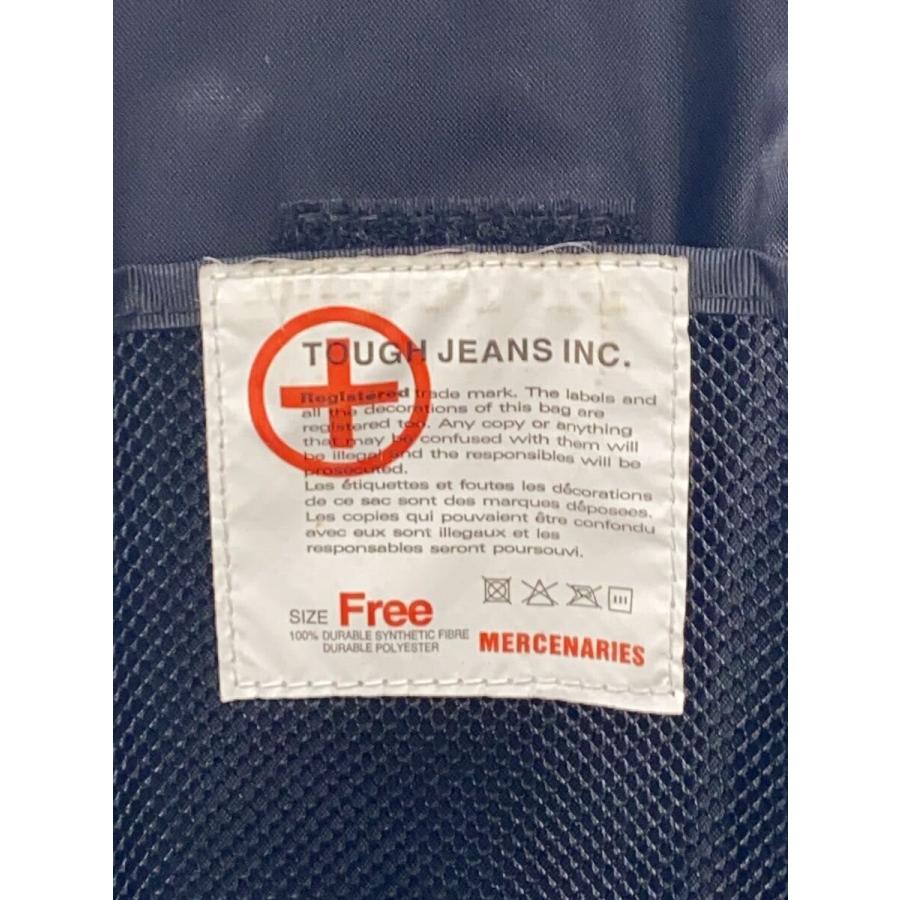 TOUGH JEANS INC.
Registered trade mark. The labels and
all the decorations of this bag are
registered too. Any copy or anything
that may be confused with them will
be illegal and the responsibles will be
prosecuted.
Les étiquettes et foutes les décorations
de ce sac sont des marques déposees.
Les copies qui pouvaient être confondu
avec eux sont illegaux et les
responsables seront poursouvi.
SIZE Free
100% DURABLE SYNTHETIC FIBRE
DURABLE POLYESTER
MERCENARIES